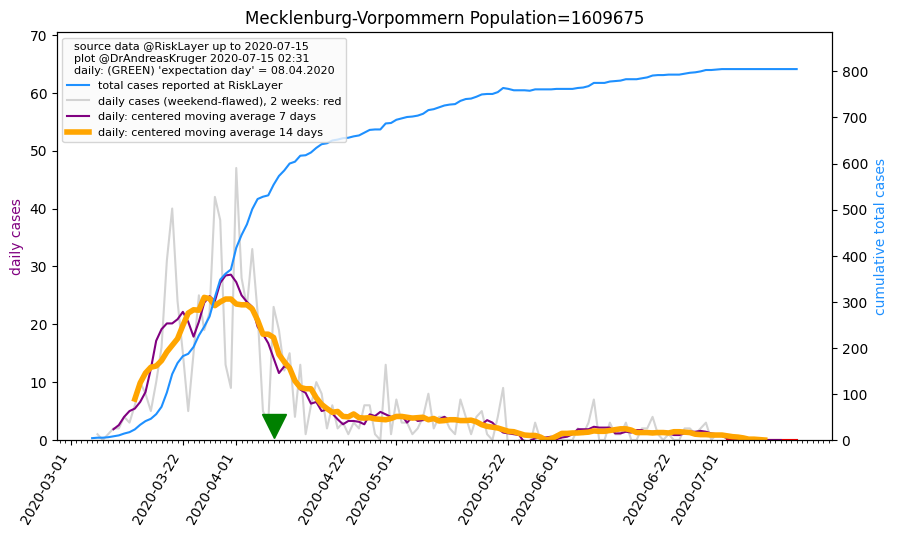 Mecklenburg-Vorpommern Population=1609675
source data @RiskLayer up to 2020-07-15
plot @DrAndreasKruger 2020-07-15 02:31
daily: (GREEN) 'expectation day' = 08.04.2020
total cases reported at RiskLayer
daily cases (weekend-flawed), 2 weeks: red
daily: centered moving average 7 days
daily: centered moving average 14 days
daily cases
70
60
50
40
30
20
10
0
cumulative total cases
800
700
600
500
400
300
200
100
0
2020-03-01
2020-03-22
2020-04-01
2020-04-22
2020-05-01
2020-05-22
2020-06-01
2020-06-22
2020-07-01